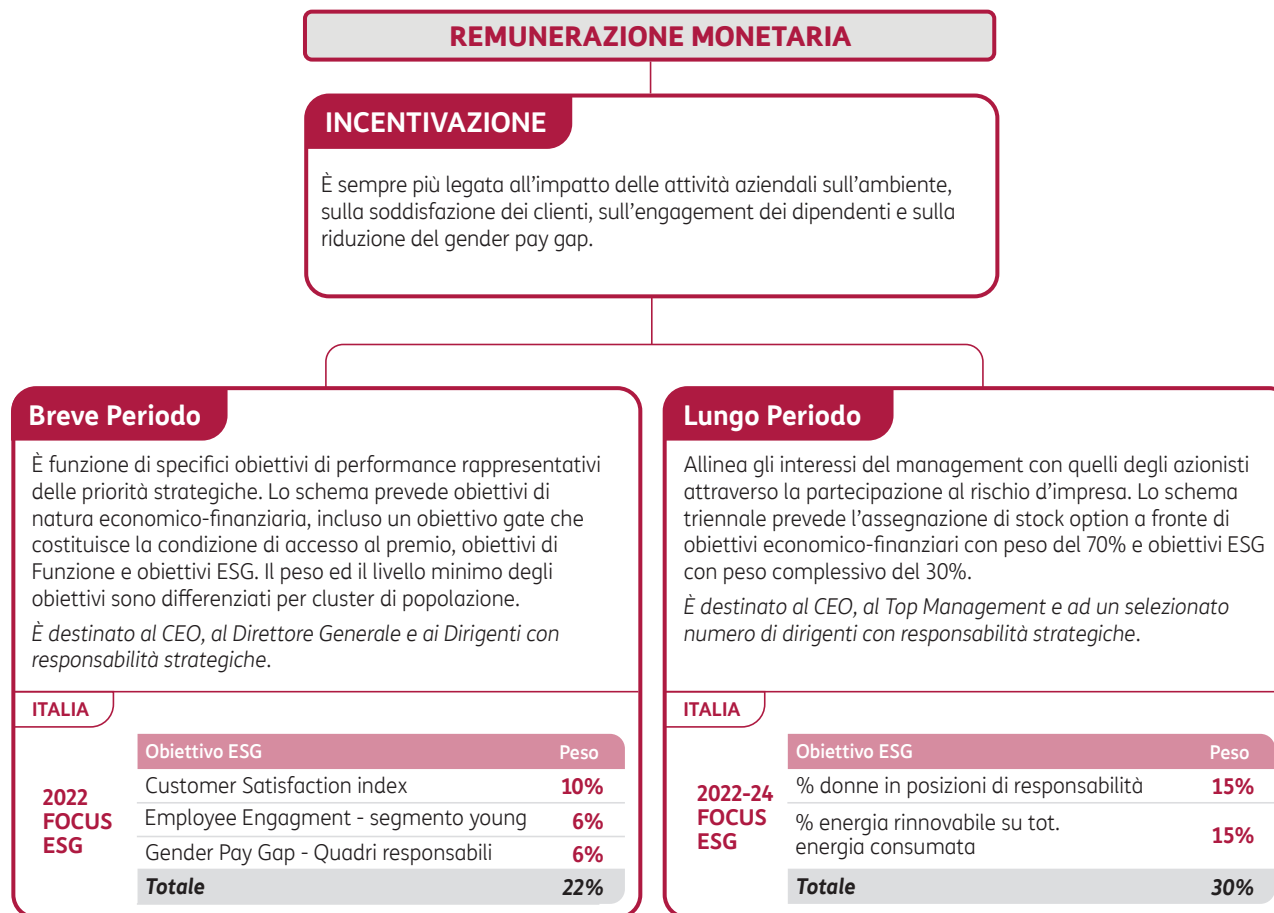 REMUNERAZIONE MONETARIA
INCENTIVAZIONE
È sempre più legata all'impatto delle attività aziendali sull'ambiente,
sulla soddisfazione dei clienti, sull'engagement dei dipendenti e sulla
riduzione del gender pay gap.
Breve Periodo
È funzione di specifici obiettivi di performance rappresentativi
delle priorità strategiche. Lo schema prevede obiettivi di
natura economico-finanziaria, incluso un obiettivo gate che
costituisce la condizione di accesso al premio, obiettivi di
Funzione e obiettivi ESG. Il peso ed il livello minimo degli
obiettivi sono differenziati per cluster di popolazione.
È destinato al CEO, al Direttore Generale e ai Dirigenti con
responsabilità strategiche.
ITALIA
2022
FOCUS
ESG
Obiettivo ESG Peso
Customer Satisfaction index 10%
Employee Engagment - segmento young 6%
Gender Pay Gap - Quadri responsabili 6%
Totale 22%
Lungo Periodo
Allinea gli interessi del management con quelli degli azionisti
attraverso la partecipazione al rischio d'impresa. Lo schema
triennale prevede l'assegnazione di stock option a fronte di
obiettivi economico-finanziari con peso del 70% e obiettivi ESG
con peso complessivo del 30%.
È destinato al CEO, al Top Management e ad un selezionato
numero di dirigenti con responsabilità strategiche.
ITALIA
2022-24
FOCUS
ESG
Obiettivo ESG Peso
% donne in posizioni di responsabilità 15%
% energia rinnovabile su tot.
energia consumata 15%
Totale 30%